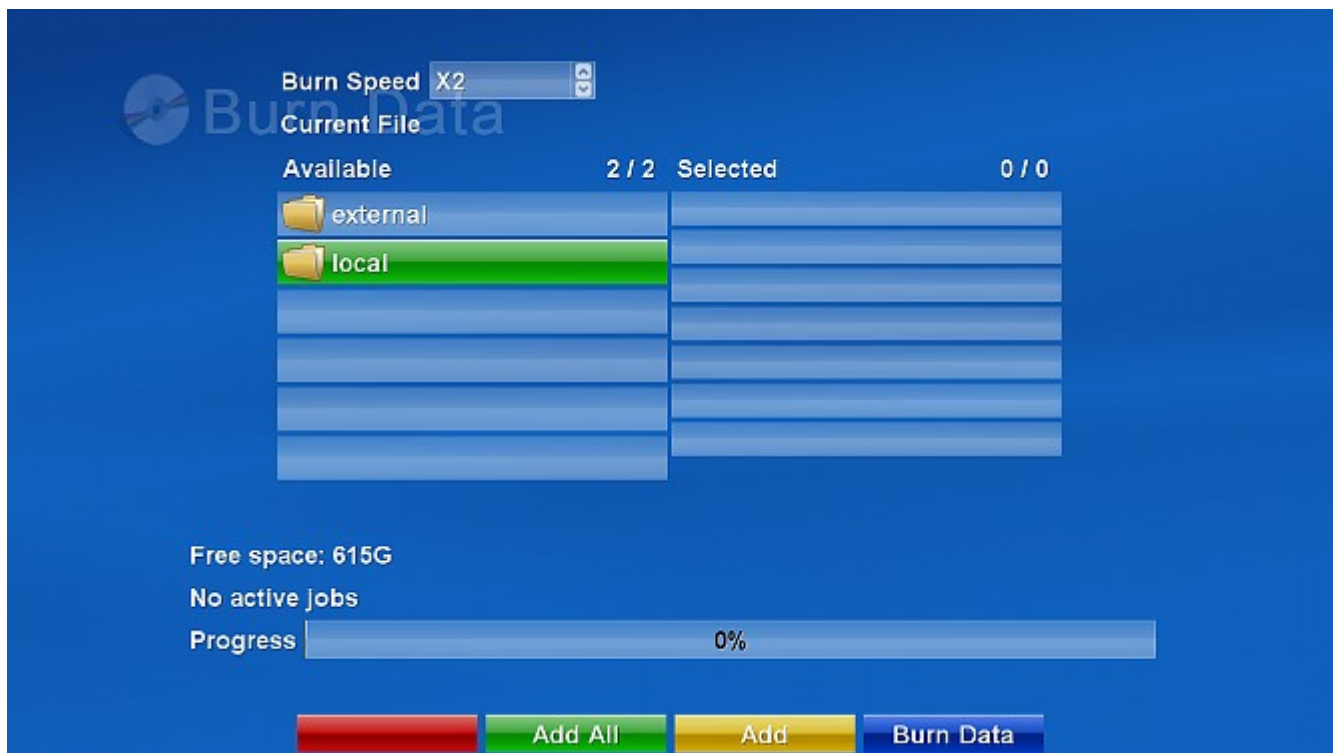 Burn Data
Burn Speed X2
Current File
Available 2 / 2 Selected 0 / 0
external
local
Free space: 615G
No active jobs
Progress 0%
Add All Add Burn Data